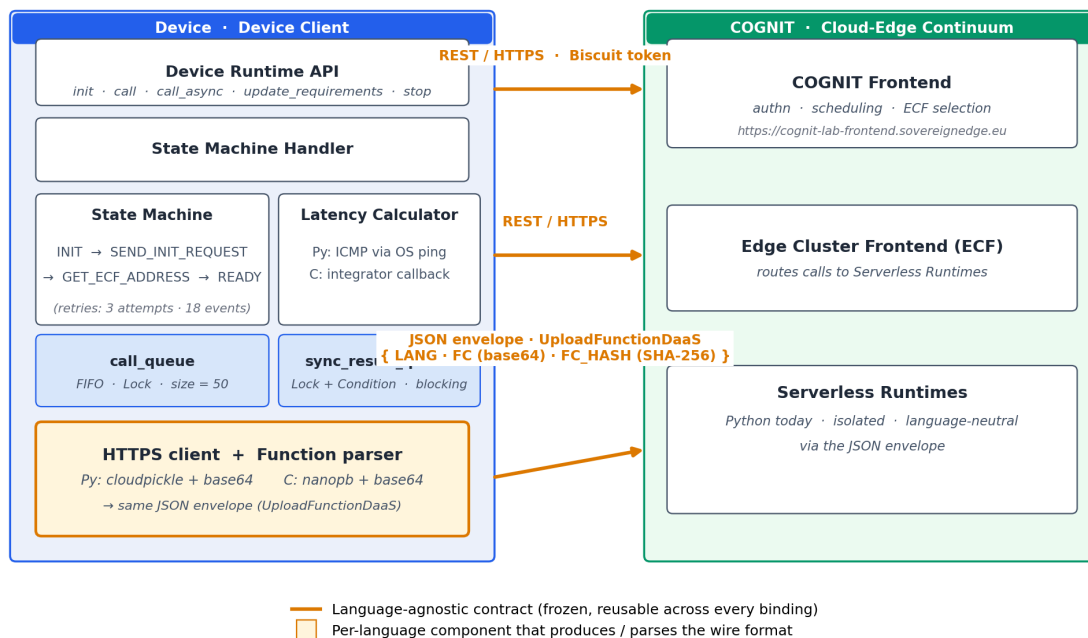 Device · Device Client
Device Runtime API
init · call · call_async · update_requirements · stop
State Machine Handler
State Machine
INIT → SEND_INIT_REQUEST
→ GET_ECF_ADDRESS → READY
(retries: 3 attempts · 18 events)
Latency Calculator
Py: ICMP via OS ping
C: integrator callback
call_queue
FIFO · Lock · size = 50
Lock + Condition · blocking
HTTPS client + Function parser
Py: cloudpickle + base64 C: nanopb + base64
→ same JSON envelope (UploadFunctionDaaS)
REST / HTTPS · Biscuit token
REST / HTTPS
JSON envelope · UploadFunctionDaaS
{ LANG · FC (base64) · FC_HASH (SHA-256) }
COGNIT · Cloud-Edge Continuum
COGNIT Frontend
authn · scheduling · ECF selection
https://cognit-lab-frontend.sovereignedge.eu
Edge Cluster Frontend (ECF)
routes calls to Serverless Runtimes
Serverless Runtimes
Python today · isolated · language-neutral
via the JSON envelope
Language-agnostic contract (frozen, reusable across every binding)
Per-language component that produces / parses the wire format